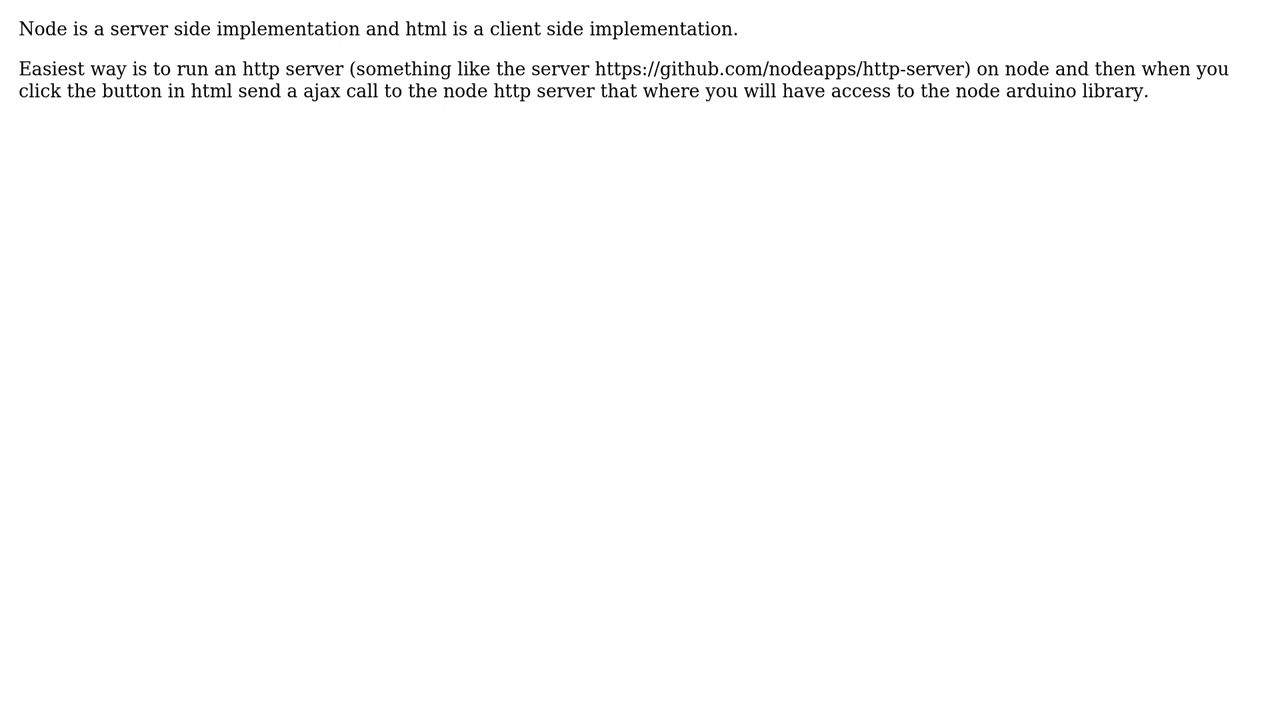 Node is a server side implementation and html is a client side implementation.
Easiest way is to run an http server (something like the server https://github.com/nodeapps/http-server) on node and then when you
click the button in html send a ajax call to the node http server that where you will have access to the node arduino library.